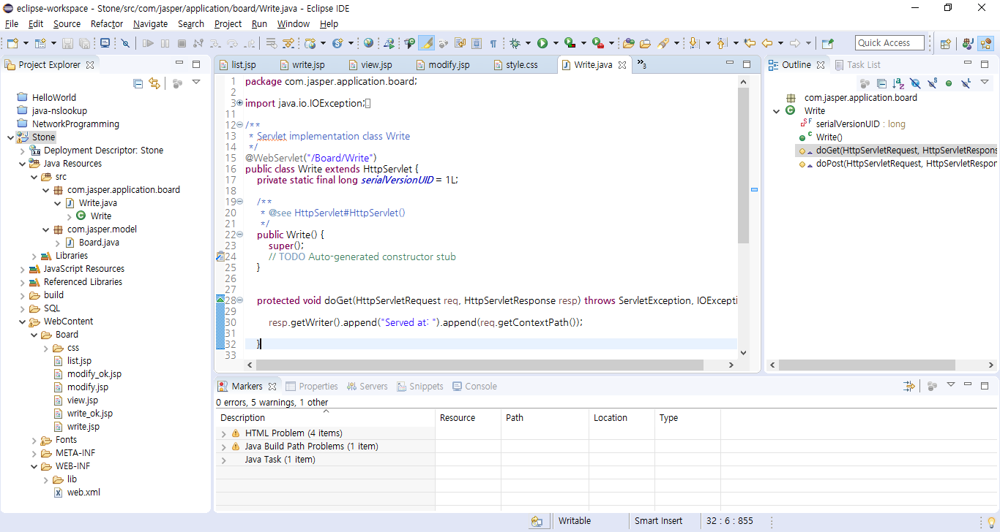 eclipse-workspace - Stone/src/com/jasper/application/board/Write.java - Eclipse IDE
File Edit Source Refactor Navigate Search Project Run Window Help
Quick Access
Project Explorer
HelloWorld
java-nslookup
NetworkProgramming
Stone
Deployment Descriptor: Stone
Java Resources
src
com.jasper.application.board
Write.java
Write
com.jasper.model
Board.java
Libraries
JavaScript Resources
Referenced Libraries
build
SQL
WebContent
Board
css
list.jsp
modify_ok.jsp
modify.jsp
view.jsp
write_ok.jsp
write.jsp
Fonts
META-INF
WEB-INF
lib
web.xml
list.jsp write.jsp view.jsp modify.jsp style.css Write.java »3
1 package com.jasper.application.board;
2
3 import java.io.IOException;
11
12 /**
13 * Servlet implementation class Write
14 */
15 @WebServlet("/Board/Write")
16 public class Write extends HttpServlet {
17 private static final long serialVersionUID = 1L;
18
19 /**
20 * @see HttpServlet#HttpServlet()
21 */
22 public Write() {
23 super();
24 // TODO Auto-generated constructor stub
25 }
26
27
28 protected void doGet(HttpServletRequest req, HttpServletResponse resp) throws ServletException, IOExcepti
29
30 resp.getWriter().append("Served at: ").append(req.getContextPath());
31
32 }
33
Outline Task List
com.jasper.application.board
Write
serialVersionUID : long
Write()
doGet(HttpServletRequest, HttpServletRespons
doPost(HttpServletRequest, HttpServletRespor
Markers Properties Servers Snippets Console
0 errors, 5 warnings, 1 other
Description Resource Path Location Type
HTML Problem (4 items)
Java Build Path Problems (1 item)
Java Task (1 item)
Writable Smart Insert 32 : 6 : 855